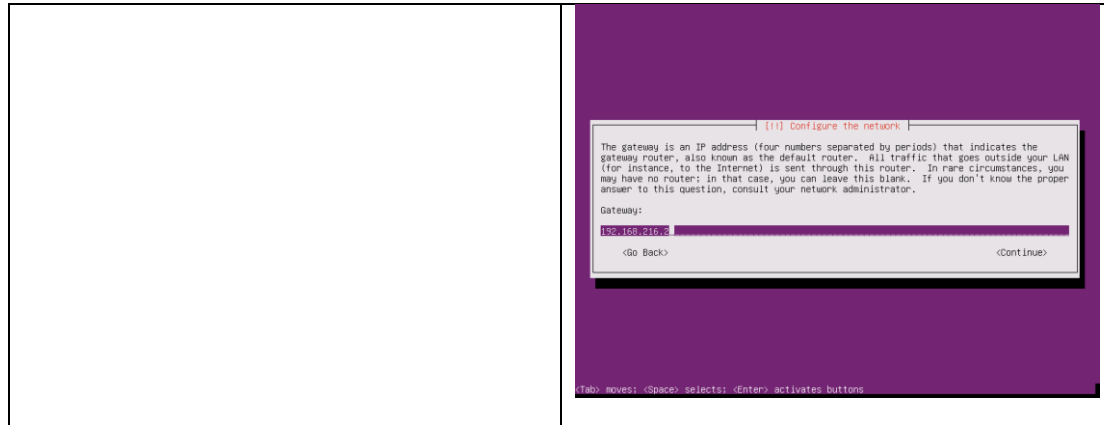 [!!] Configure the network
The gateway is an IP address (four numbers separated by periods) that indicates the
gateway router, also known as the default router. All traffic that goes outside your LAN
(for instance, to the Internet) is sent through this router. In rare circumstances, you
may have no router; in that case, you can leave this blank. If you don't know the proper
answer to this question, consult your network administrator.
Gateway:
192.168.216.2
<Go Back> <Continue>
<Tab> moves; <Space> selects; <Enter> activates buttons